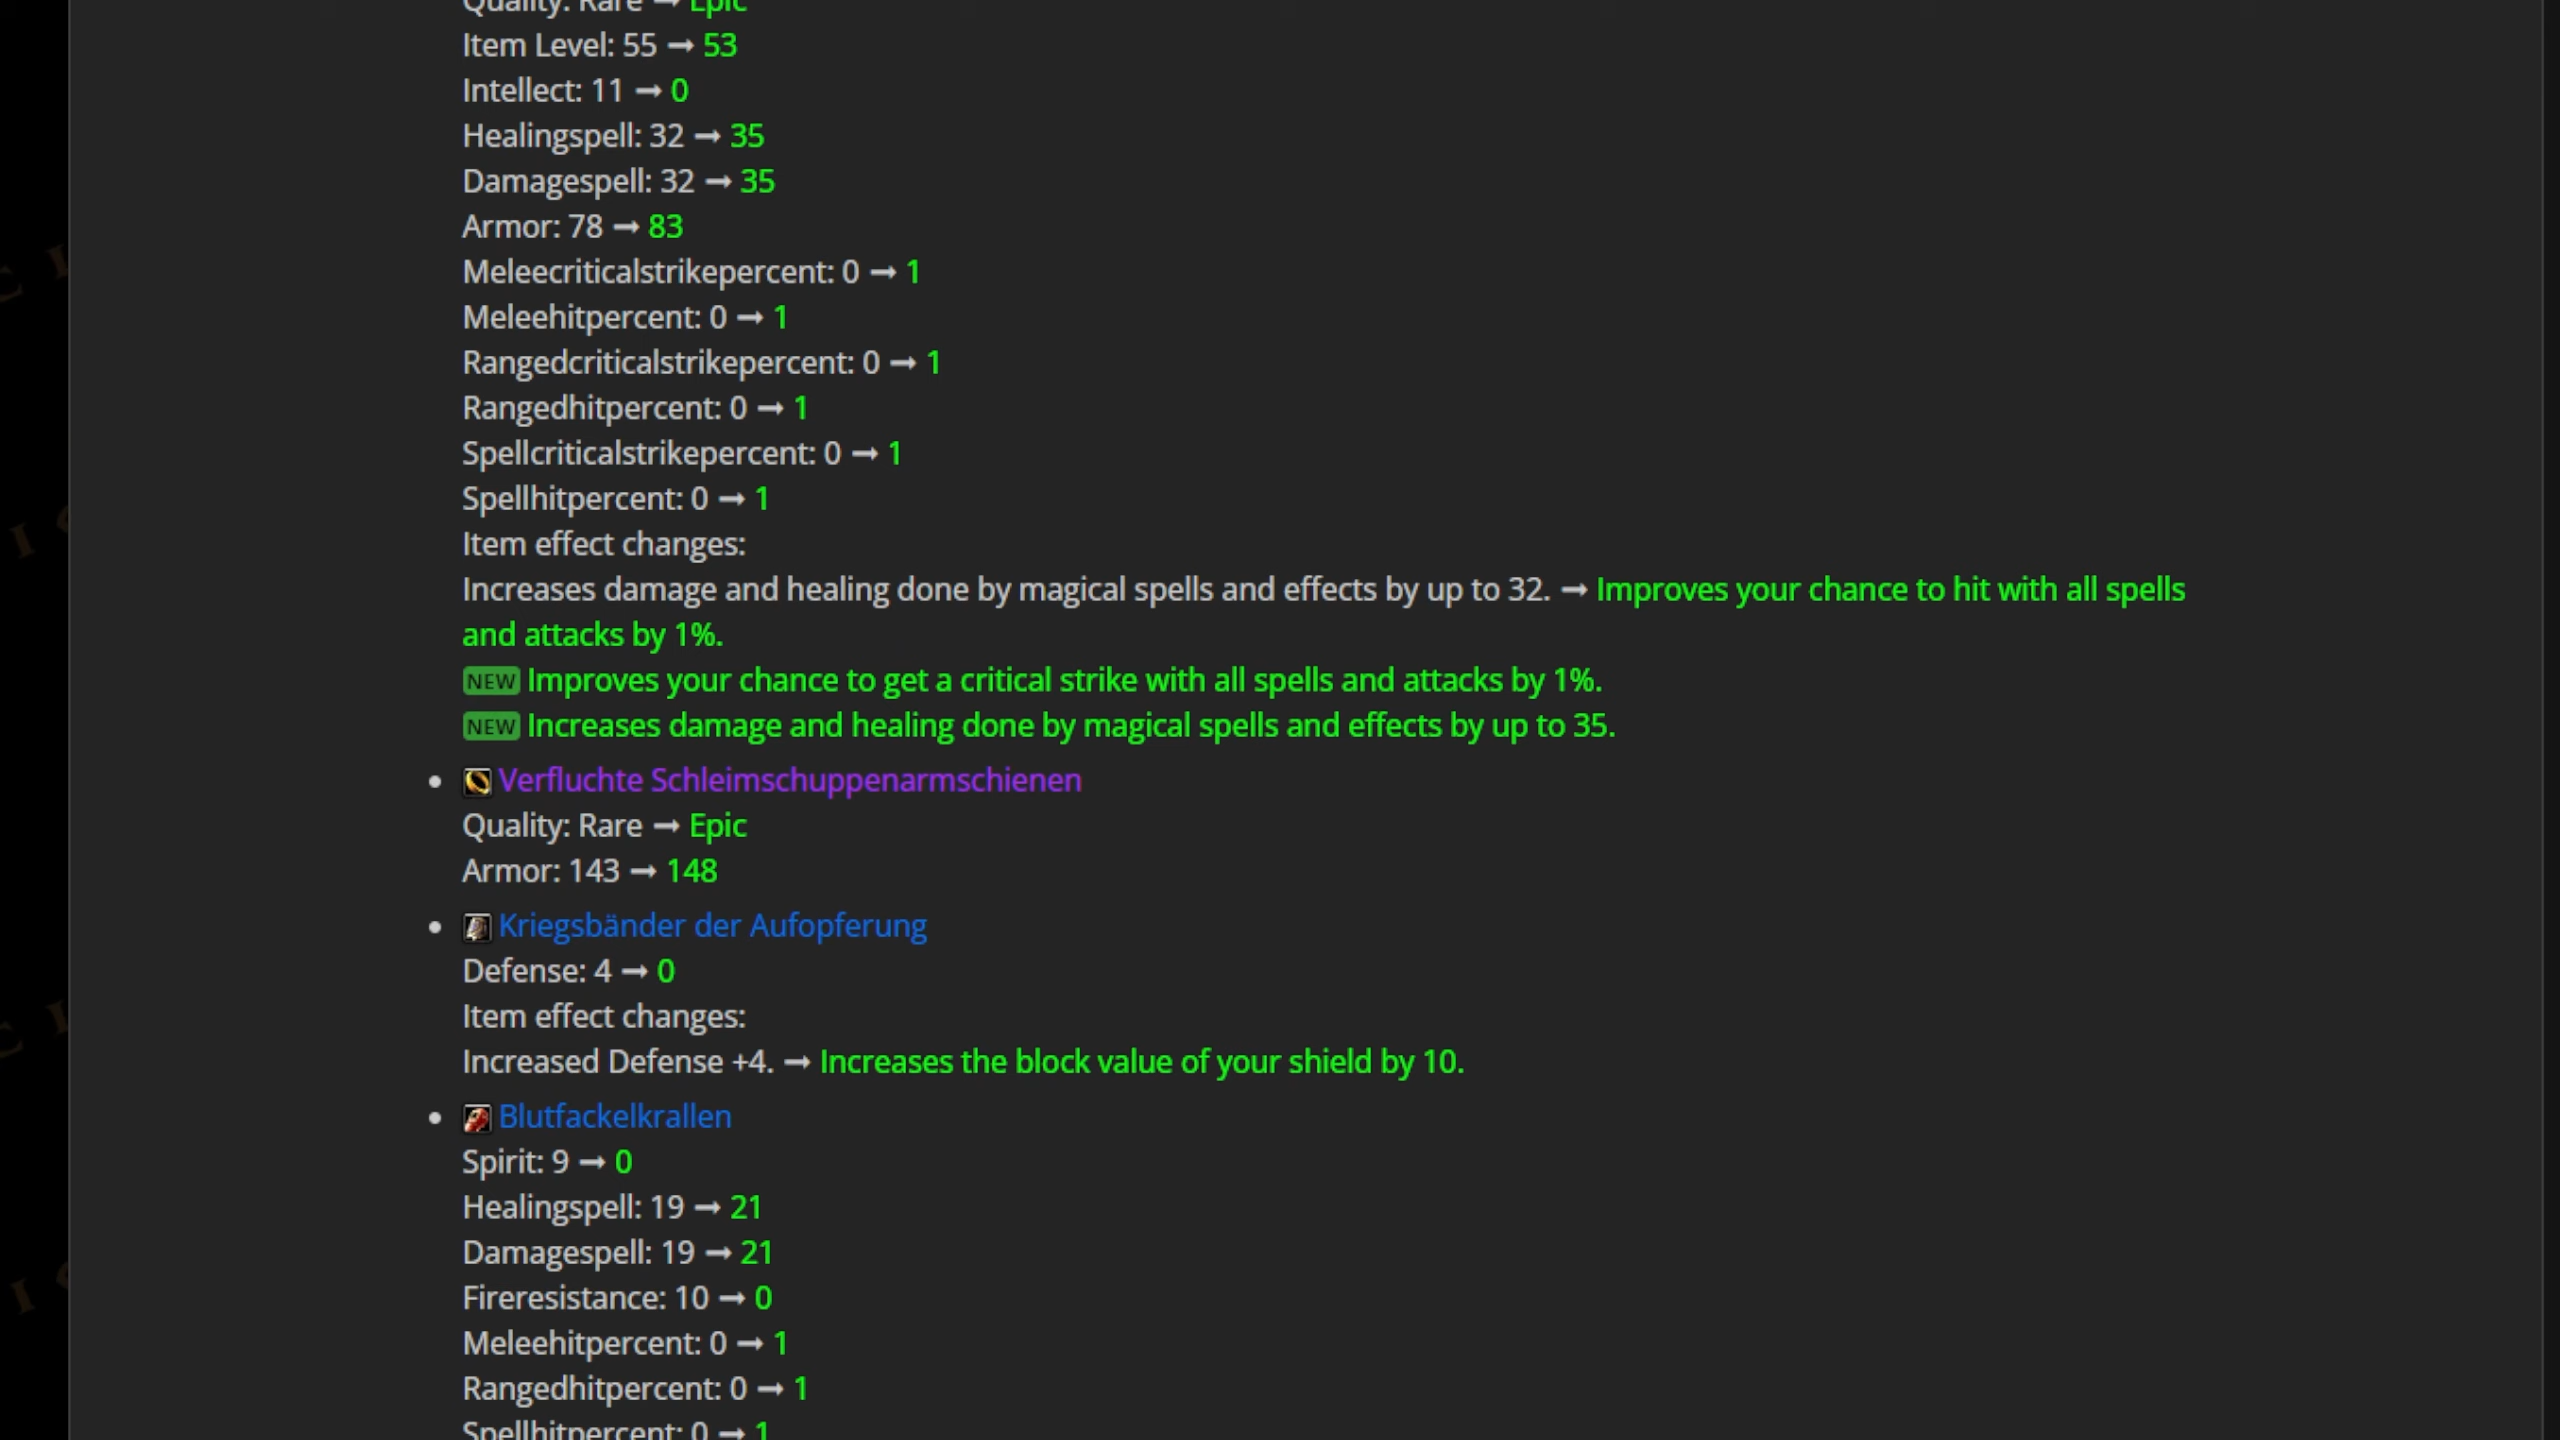 Quality: Rare → Epic
Item Level: 55 → 53
Intellect: 11 → 0
Healingspell: 32 → 35
Damagespell: 32 → 35
Armor: 78 → 83
Meleecriticalstrikepercent: 0 → 1
Meleehitpercent: 0 → 1
Rangedcriticalstrikepercent: 0 → 1
Rangedhitpercent: 0 → 1
Spellcriticalstrikepercent: 0 → 1
Spellhitpercent: 0 → 1
Item effect changes:
Increases damage and healing done by magical spells and effects by up to 32. → Improves your chance to hit with all spells
and attacks by 1%.
NEW Improves your chance to get a critical strike with all spells and attacks by 1%.
NEW Increases damage and healing done by magical spells and effects by up to 35.
• Verfluchte Schleimschuppenarmschienen
Quality: Rare → Epic
Armor: 143 → 148
• Kriegsbänder der Aufopferung
Defense: 4 → 0
Item effect changes:
Increased Defense +4. → Increases the block value of your shield by 10.
• Blutfackelkrallen
Spirit: 9 → 0
Healingspell: 19 → 21
Damagespell: 19 → 21
Fireresistance: 10 → 0
Meleehitpercent: 0 → 1
Rangedhitpercent: 0 → 1
Spellhitpercent: 0 → 1